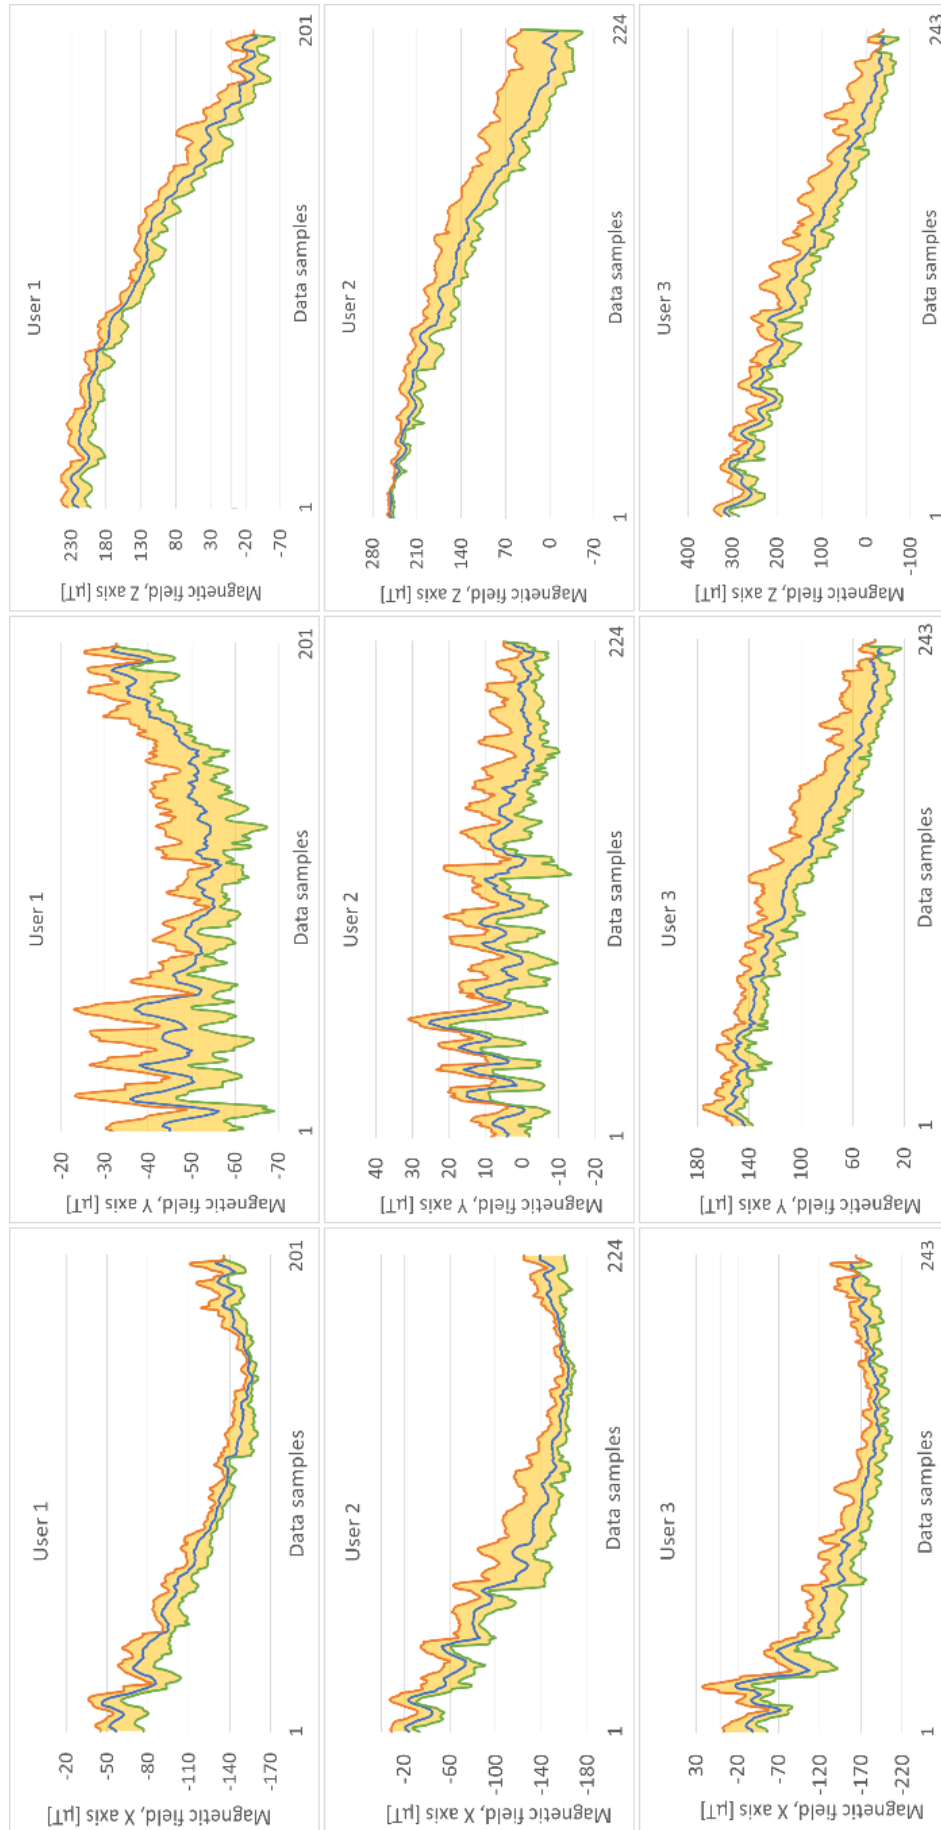 User 1
Magnetic field, X axis [µT]
-20
-50
-80
-110
-140
-170
1
201
Data samples
User 1
Magnetic field, Y axis [µT]
-20
-30
-40
-50
-60
-70
1
201
Data samples
User 1
Magnetic field, Z axis [µT]
230
180
130
80
30
-20
-70
1
201
Data samples
User 2
Magnetic field, X axis [µT]
-20
-60
-100
-140
-180
1
224
Data samples
User 2
Magnetic field, Y axis [µT]
40
30
20
10
0
-10
-20
1
224
Data samples
User 2
Magnetic field, Z axis [µT]
280
210
140
70
0
-70
1
224
Data samples
User 3
Magnetic field, X axis [µT]
30
-20
-70
-120
-170
-220
1
243
Data samples
User 3
Magnetic field, Y axis [µT]
180
140
100
60
20
1
243
Data samples
User 3
Magnetic field, Z axis [µT]
400
300
200
100
0
-100
1
243
Data samples